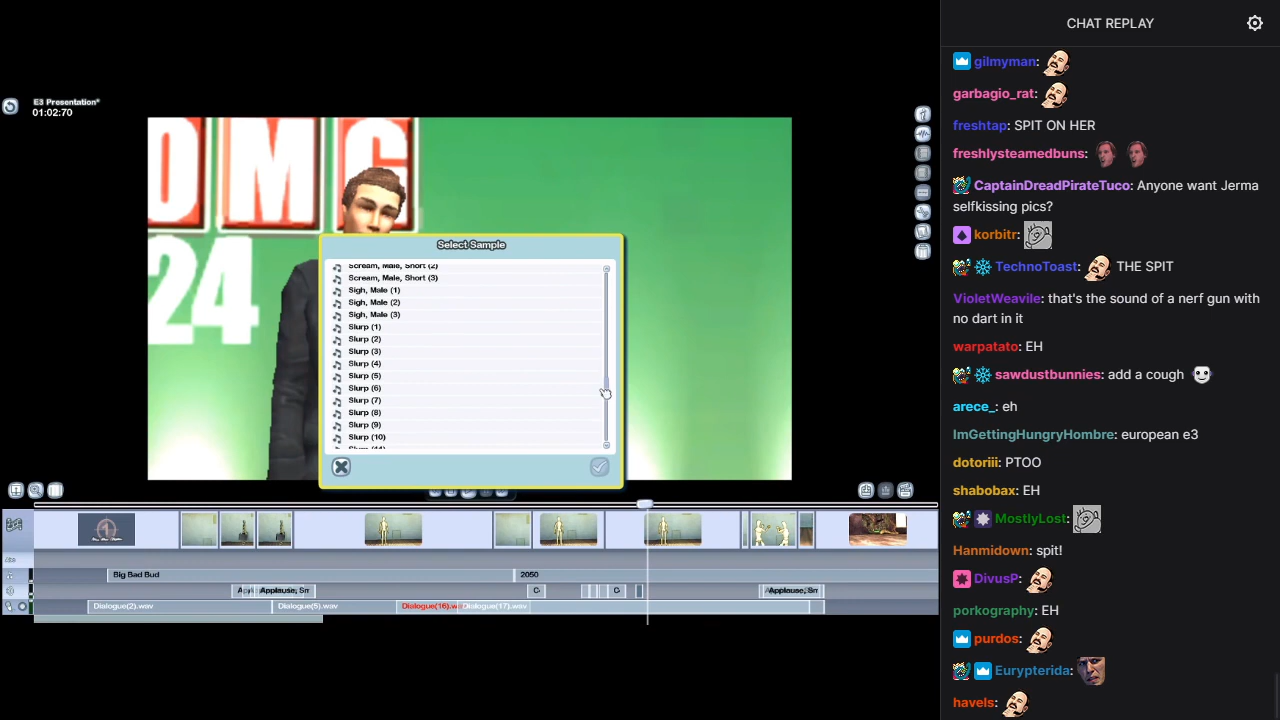 E3 Presentation*
01:02:70
OMG
24
Select Sample
Scream, Male, Short (2)
Scream, Male, Short (3)
Sigh, Male (1)
Sigh, Male (2)
Sigh, Male (3)
Slurp (1)
Slurp (2)
Slurp (3)
Slurp (4)
Slurp (5)
Slurp (6)
Slurp (7)
Slurp (8)
Slurp (9)
Slurp (10)
Big Bad Bud
2050
Applause, Sm
Applause, Sm
Dialogue(2).wav
Dialogue(5).wav
Dialogue(16).wa
Dialogue(17).wav
CHAT REPLAY
gilmyman:
garbagio_rat:
freshtap: SPIT ON HER
freshlysteamedbuns:
CaptainDreadPirateTuco: Anyone want Jerma
selfkissing pics?
korbitr:
TechnoToast: THE SPIT
VioletWeavile: that's the sound of a nerf gun with
no dart in it
warpatato: EH
sawdustbunnies: add a cough
arece_: eh
ImGettingHungryHombre: european e3
dotoriii: PTOO
shabobax: EH
MostlyLost:
Hanmidown: spit!
DivusP:
porkography: EH
purdos:
Eurypterida:
havels: